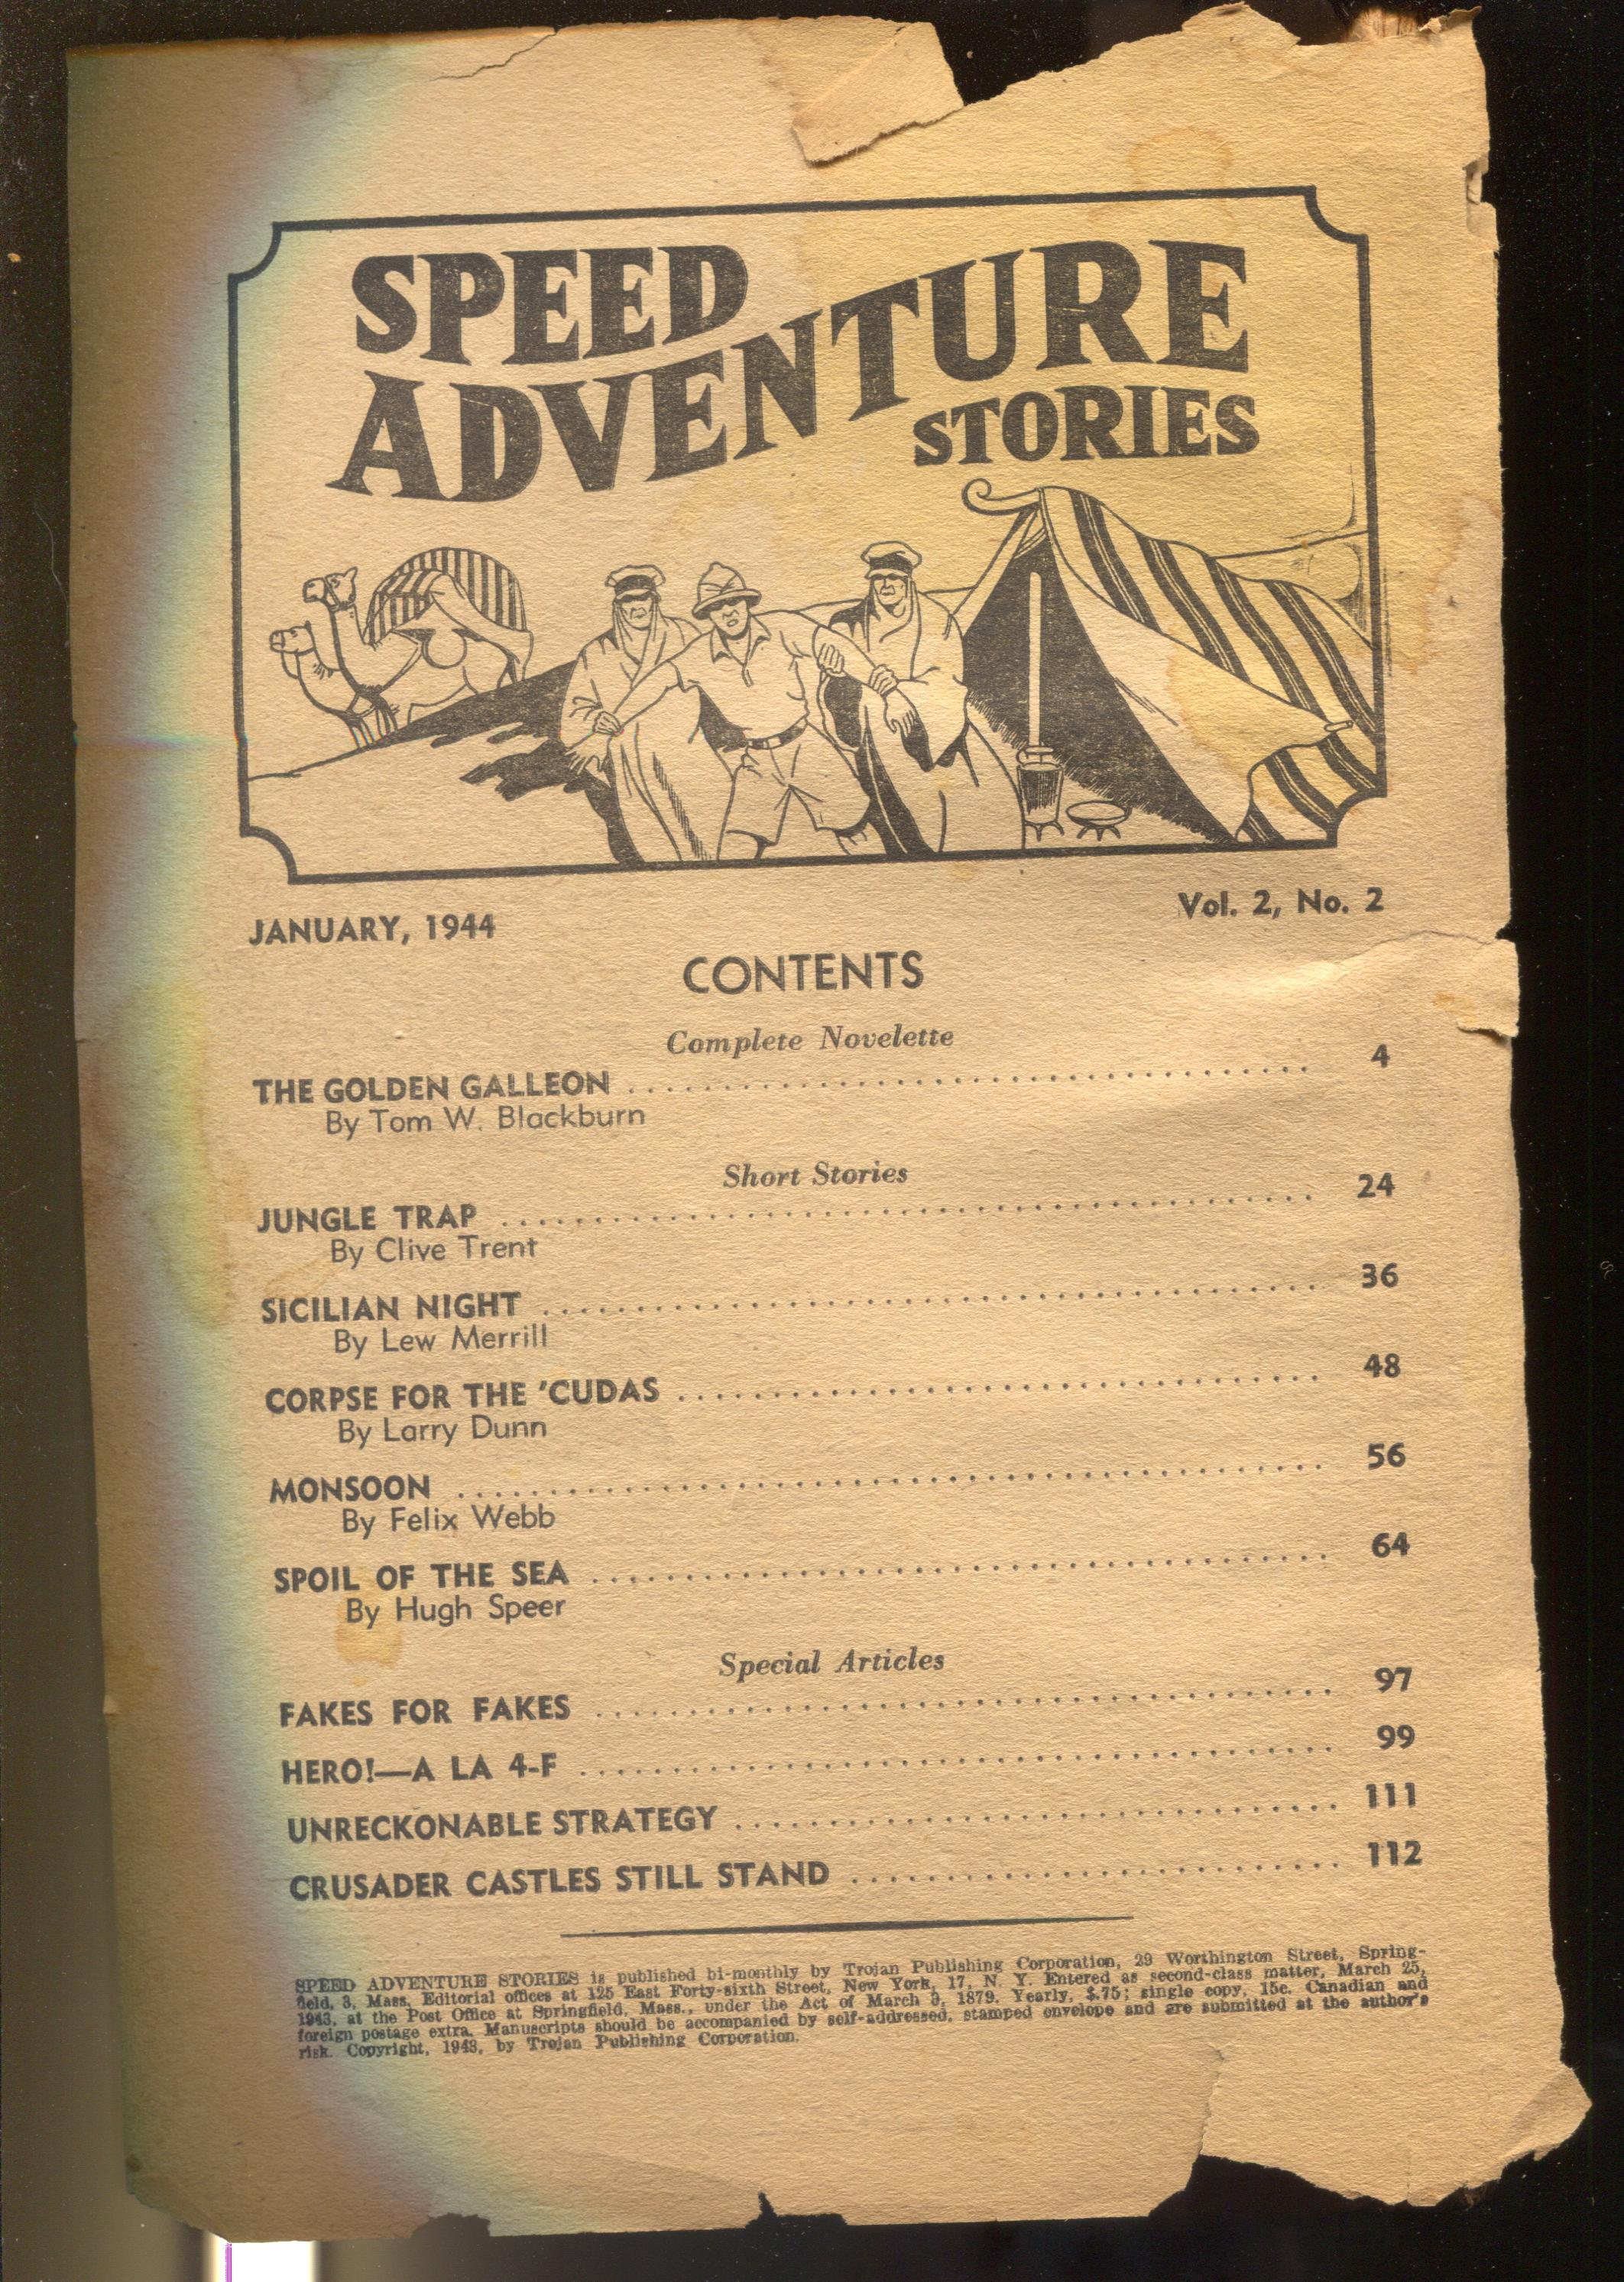 SPEED
ADVENTURE
STORIES
JANUARY, 1944
Vol. 2, No. 2
CONTENTS
Complete Novelette
THE GOLDEN GALLEON .................................... 4
By Tom W. Blackburn
Short Stories
JUNGLE TRAP .......................................... 24
By Clive Trent
SICILIAN NIGHT ........................................ 36
By Lew Merrill
CORPSE FOR THE 'CUDAS .................................. 48
By Larry Dunn
MONSOON .............................................. 56
By Felix Webb
SPOIL OF THE SEA ...................................... 64
By Hugh Speer
Special Articles
FAKES FOR FAKES ...................................... 97
HERO!—A LA 4-F ........................................ 99
UNRECKONABLE STRATEGY ................................ 111
CRUSADER CASTLES STILL STAND .......................... 112
SPEED ADVENTURE STORIES is published bi-monthly by Trojan Publishing Corporation, 29 Worthington Street, Spring-
field, 3, Mass. Editorial offices at 125 East Forty-sixth Street, New York, 17, N. Y. Entered as second-class matter, March 25,
1943, at the Post Office at Springfield, Mass., under the Act of March 3, 1879. Yearly, $.75; single copy, 15c. Canadian and
foreign postage extra. Manuscripts should be accompanied by self-addressed, stamped envelope and are submitted at the author's
risk. Copyright, 1943, by Trojan Publishing Corporation.